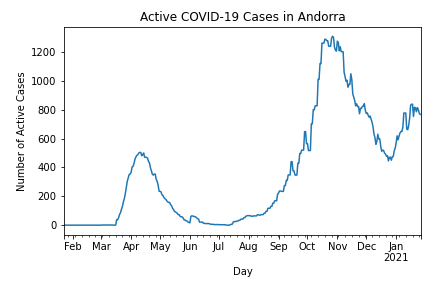 Active COVID-19 Cases in Andorra
Number of Active Cases
1200
1000
800
600
400
200
0
Feb Mar Apr May Jun Jul Aug Sep Oct Nov Dec Jan
2021
Day